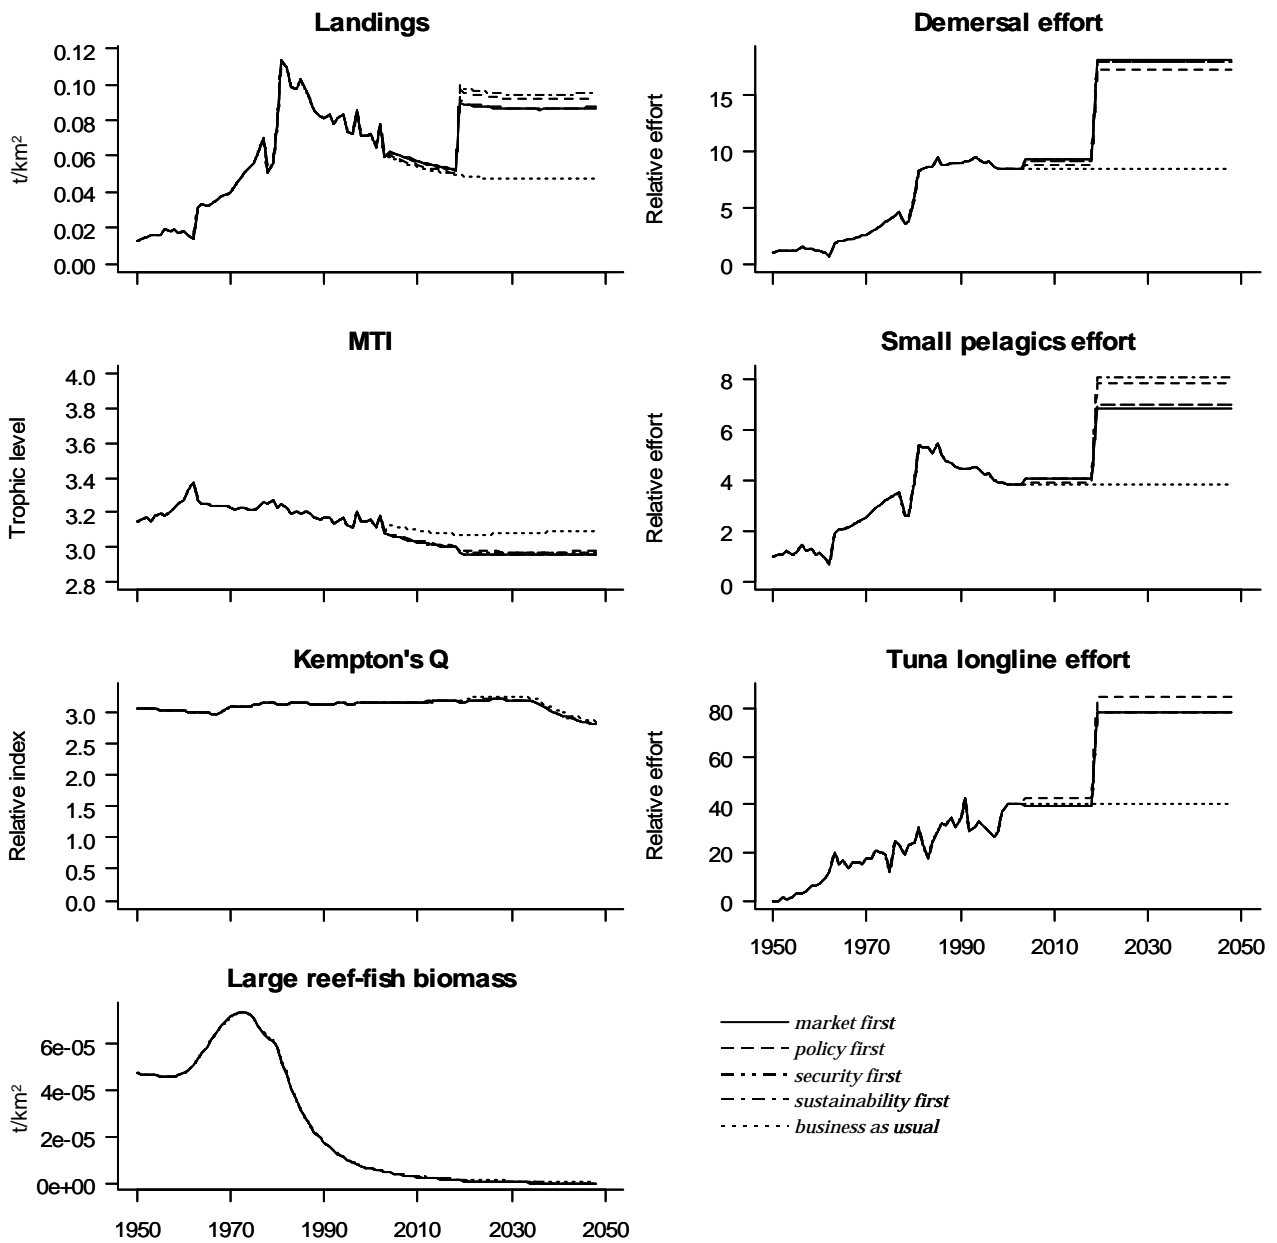 Landings
0.12
0.10
0.08
0.06
0.04
0.02
0.00
t/km²
Demersal effort
15
10
5
0
Relative effort
MTI
4.0
3.8
3.6
3.4
3.2
3.0
2.8
Trophic level
Small pelagics effort
8
6
4
2
0
Relative effort
Kempton's Q
3.0
2.5
2.0
1.5
1.0
0.5
0.0
Relative index
Tuna longline effort
80
60
40
20
0
Relative effort
1950 1970 1990 2010 2030 2050
Large reef-fish biomass
6e-05
4e-05
2e-05
0e+00
t/km²
1950 1970 1990 2010 2030 2050
market first
policy first
security first
sustainability first
business as usual